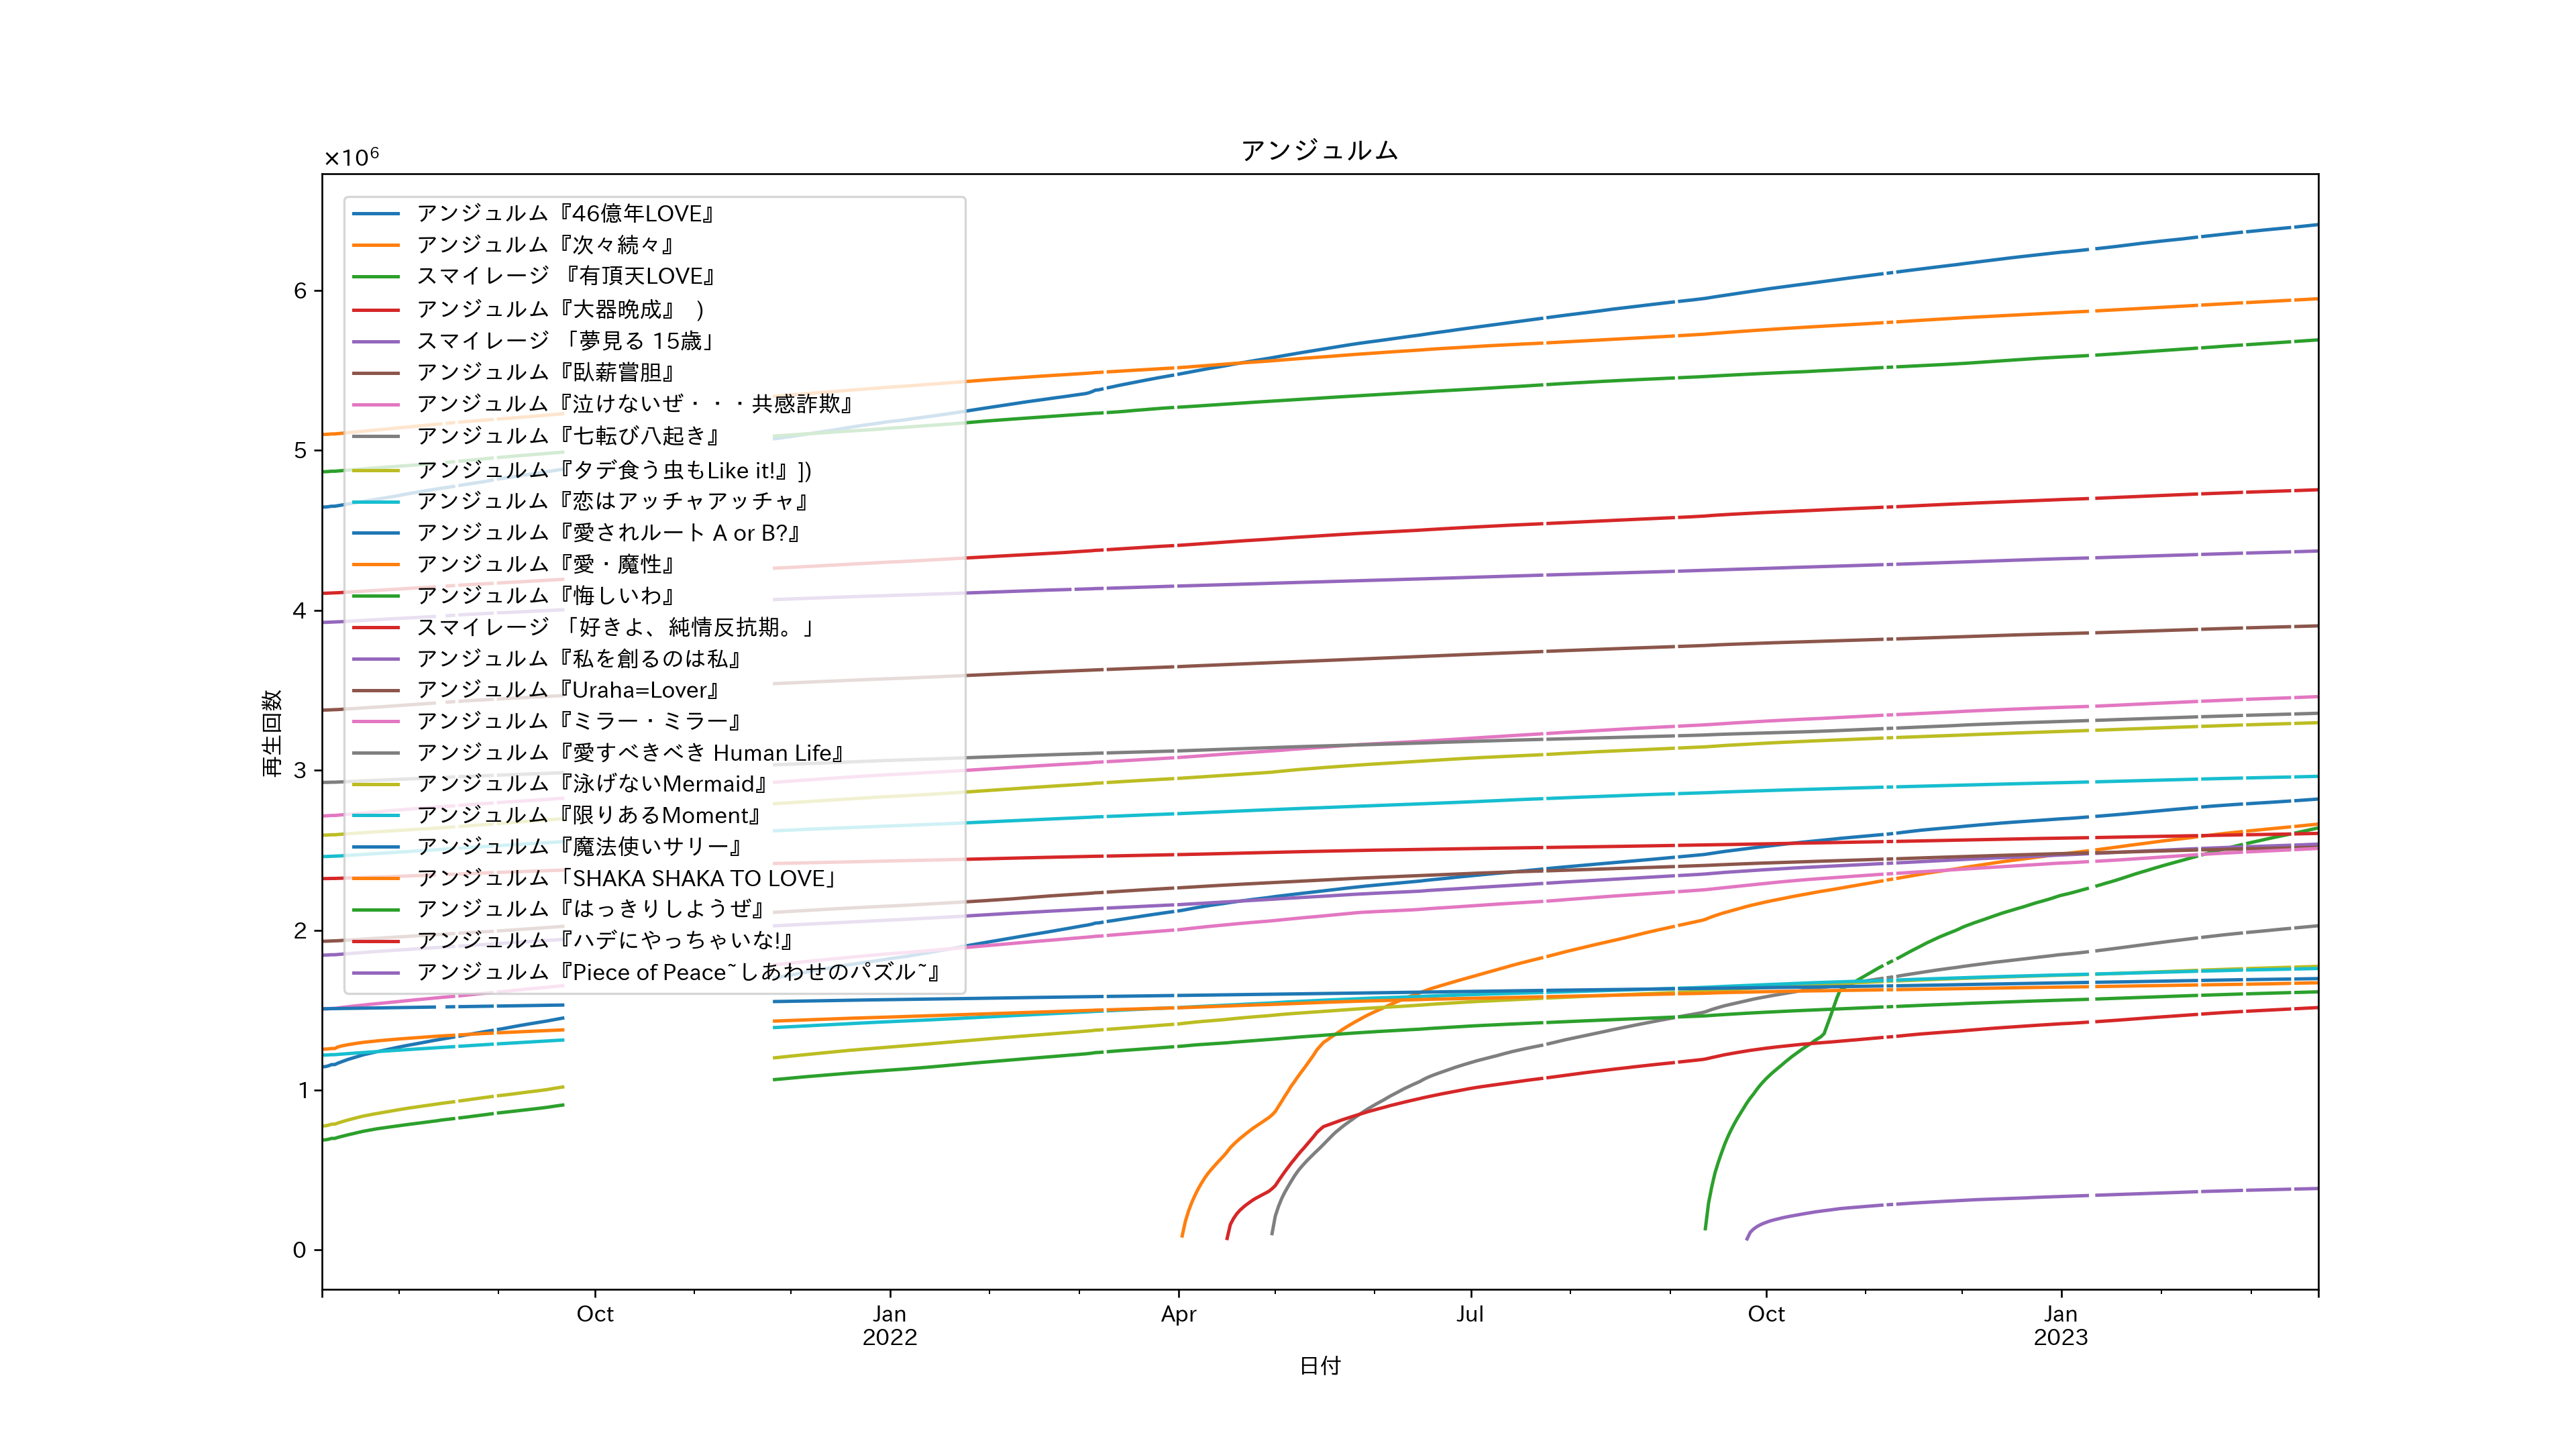 アンジュルム
×10⁶
アンジュルム『46億年LOVE』
アンジュルム『次々続々』
スマイレージ 『有頂天LOVE』
アンジュルム『大器晩成』 )
スマイレージ 「夢見る 15歳」
アンジュルム『臥薪嘗胆』
アンジュルム『泣けないぜ・・・共感詐欺』
アンジュルム『七転び八起き』
アンジュルム『タデ食う虫もLike it!』])
アンジュルム『恋はアッチャアッチャ』
アンジュルム『愛されルート A or B?』
アンジュルム『愛・魔性』
アンジュルム『悔しいわ』
スマイレージ 「好きよ、純情反抗期。」
アンジュルム『私を創るのは私』
アンジュルム『Uraha=Lover』
アンジュルム『ミラー・ミラー』
アンジュルム『愛すべきべき Human Life』
アンジュルム『泳げないMermaid』
アンジュルム『限りあるMoment』
アンジュルム『魔法使いサリー』
アンジュルム「SHAKA SHAKA TO LOVE」
アンジュルム『はっきりしようぜ』
アンジュルム『ハデにやっちゃいな!』
アンジュルム『Piece of Peace~しあわせのパズル~』
再生回数
6
5
4
3
2
1
0
Oct
Jan
2022
Apr
Jul
Oct
Jan
2023
日付